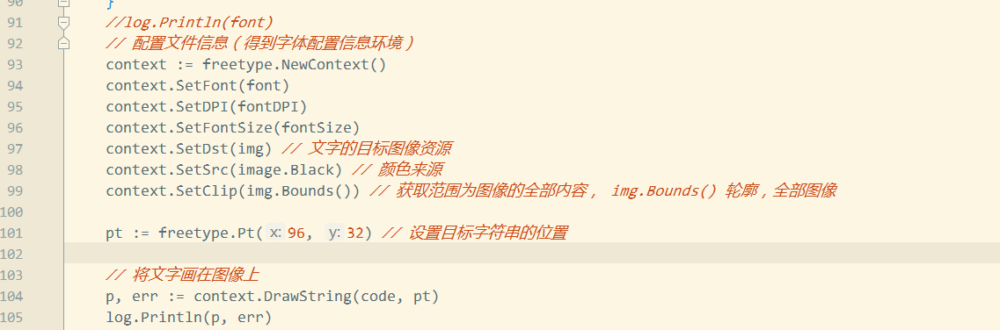 90 }
91 //log.Println(font)
92 // 配置文件信息（得到字体配置信息环境）
93 context := freetype.NewContext()
94 context.SetFont(font)
95 context.SetDPI(fontDPI)
96 context.SetFontSize(fontSize)
97 context.SetDst(img) // 文字的目标图像资源
98 context.SetSrc(image.Black) // 颜色来源
99 context.SetClip(img.Bounds()) // 获取范围为图像的全部内容， img.Bounds() 轮廓，全部图像
100
101 pt := freetype.Pt( x: 96, y: 32) // 设置目标字符串的位置
102
103 // 将文字画在图像上
104 p, err := context.DrawString(code, pt)
105 log.Println(p, err)